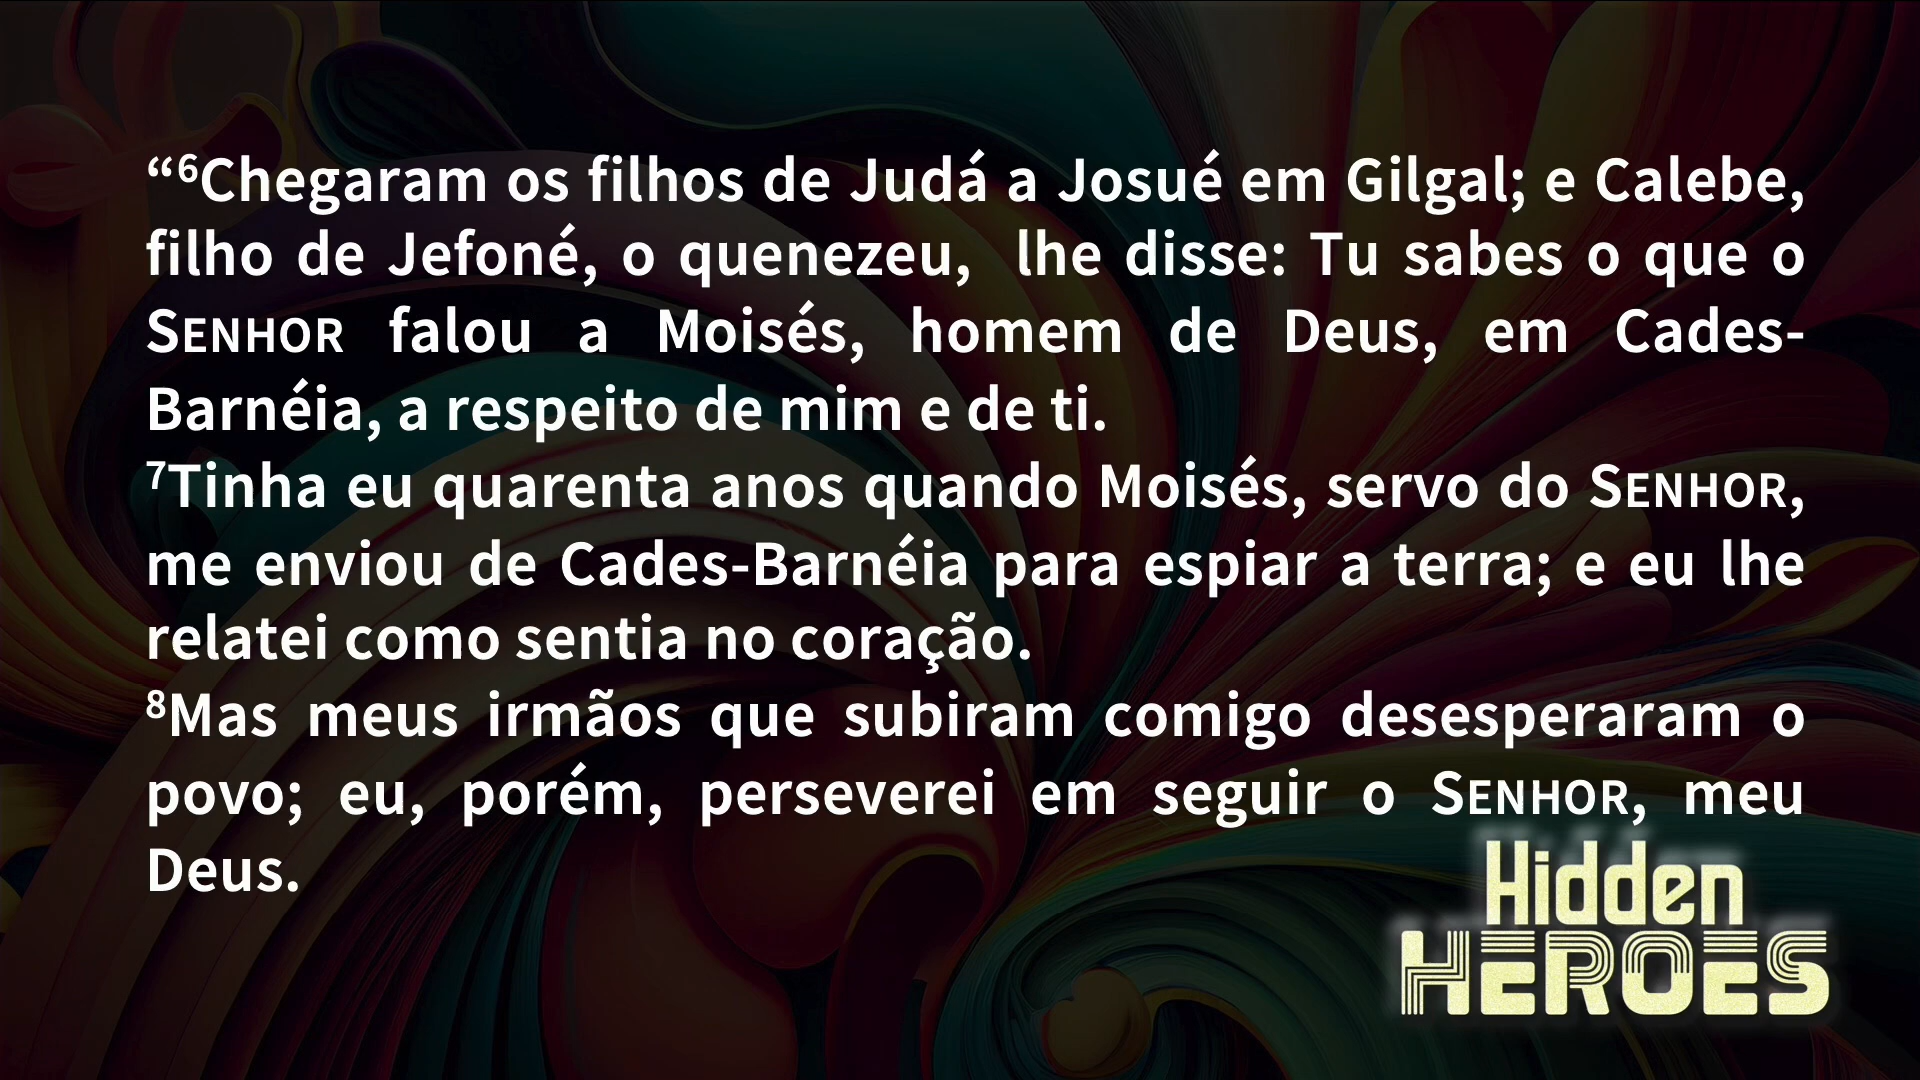 “⁶Chegaram os filhos de Judá a Josué em Gilgal; e Calebe,
filho de Jefoné, o quenezeu, lhe disse: Tu sabes o que o
SENHOR falou a Moisés, homem de Deus, em Cades-
Barnéia, a respeito de mim e de ti.
⁷Tinha eu quarenta anos quando Moisés, servo do SENHOR,
me enviou de Cades-Barnéia para espiar a terra; e eu lhe
relatei como sentia no coração.
⁸Mas meus irmãos que subiram comigo desesperaram o
povo; eu, porém, perseverei em seguir o SENHOR, meu
Deus.
Hidden
HEROES